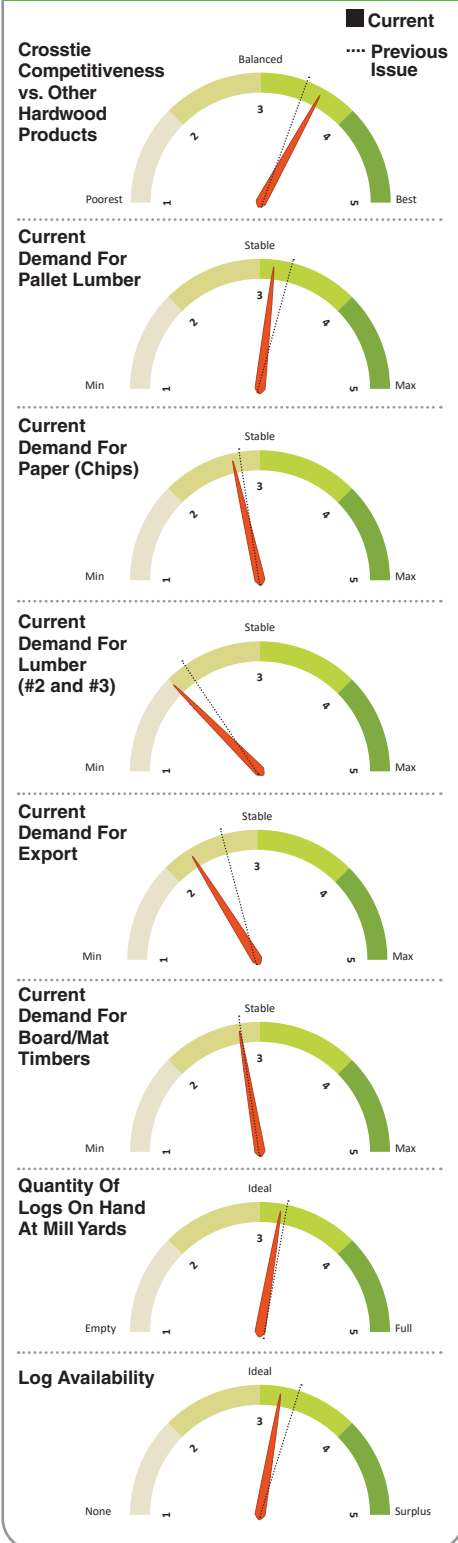 Current
Previous
Issue
Crosstie
Competitiveness
vs. Other
Hardwood
Products
Balanced
1
2
3
4
5
Poorest
Best
Current
Demand For
Pallet Lumber
Stable
1
2
3
4
5
Min
Max
Current
Demand For
Paper (Chips)
Stable
1
2
3
4
5
Min
Max
Current
Demand For
Lumber
(#2 and #3)
Stable
1
2
3
4
5
Min
Max
Current
Demand For
Export
Stable
1
2
3
4
5
Min
Max
Current
Demand For
Board/Mat
Timbers
Stable
1
2
3
4
5
Min
Max
Quantity Of
Logs On Hand
At Mill Yards
Ideal
1
2
3
4
5
Empty
Full
Log Availability
Ideal
1
2
3
4
5
None
Surplus